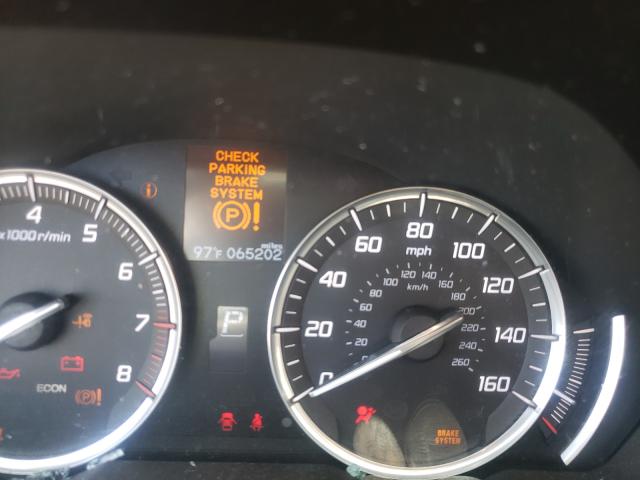 CHECK
PARKING
BRAKE
SYSTEM
(P)!
miles
97°F 065202
P
4
5
6
7
8
x1000r/min
ECON
(P)!
0
20
40
60
80
100
120
140
160
mph
0
20
40
60
80
100
120
140
160
180
200
220
240
260
km/h
BRAKE
SYSTEM